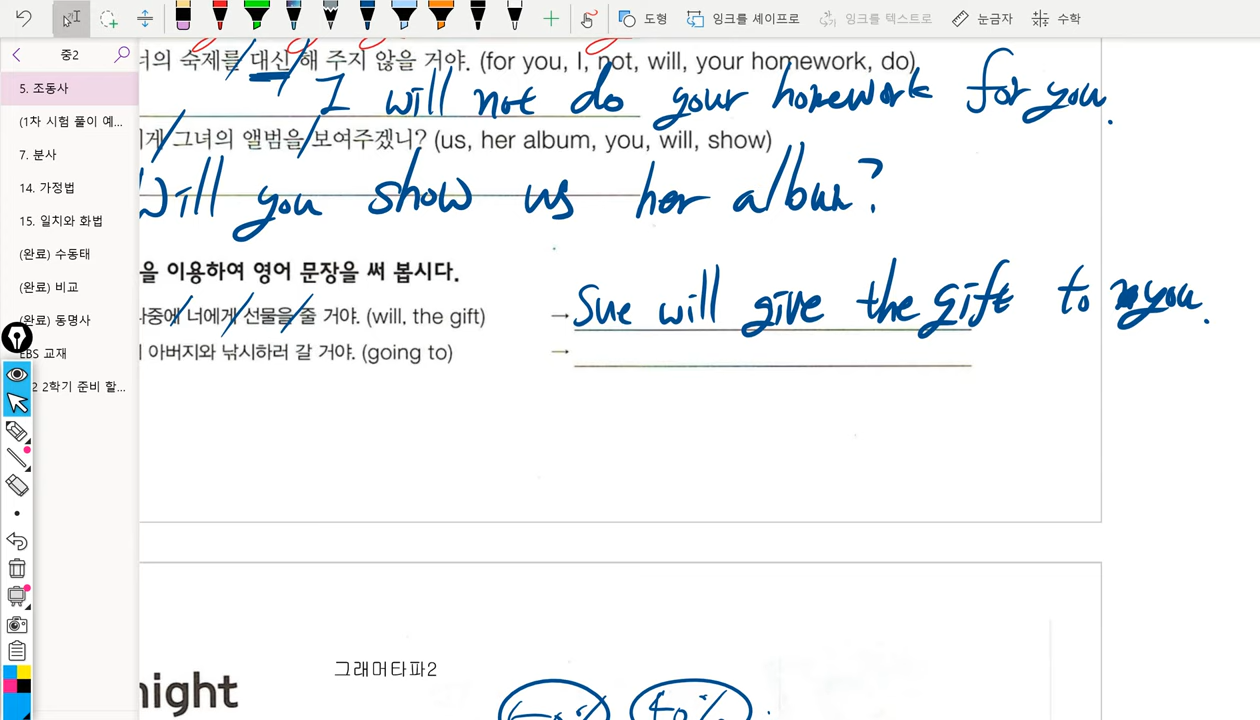 도형 잉크를 셰이프로 잉크를 텍스트로 눈금자 수학
중2
5. 조동사
(1차 시험 풀이 예...
7. 분사
14. 가정법
15. 일치와 화법
(완료) 수동태
(완료) 비교
(완료) 동명사
EBS 교재
2 2학기 준비 할...
너의 숙제를 대신 해 주지 않을 거야. (for you, I, not, will, your homework, do)
I will not do your homework for you.
에게 그녀의 앨범을 보여주겠니? (us, her album, you, will, show)
Will you show us her album?
을 이용하여 영어 문장을 써 봅시다.
나중에 너에게 선물을 줄 거야. (will, the gift) → Sue will give the gift to you.
아버지와 낚시하러 갈 거야. (going to) →
그래머타파2
night